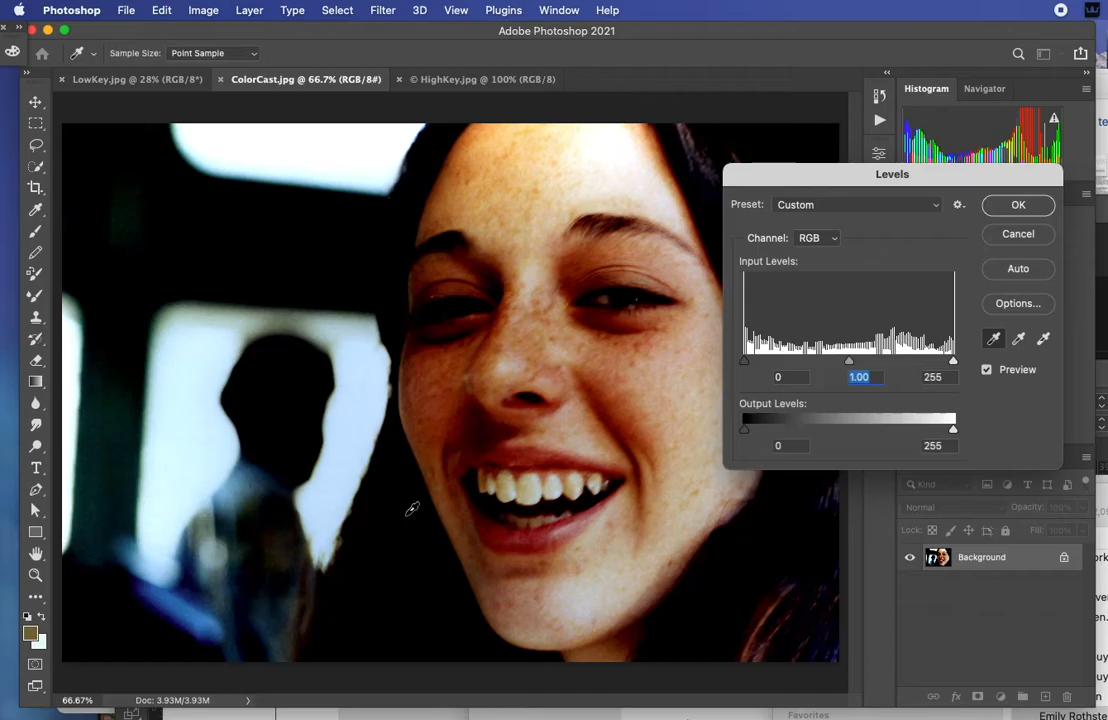 Photoshop File Edit Image Layer Type Select Filter 3D View Plugins Window Help
Adobe Photoshop 2021
Sample Size: Point Sample
LowKey.jpg @ 28% (RGB/8*) ColorCast.jpg @ 66.7% (RGB/8#) © HighKey.jpg @ 100% (RGB/8)
Histogram Navigator
Levels
Preset: Custom
OK
Channel: RGB
Cancel
Input Levels:
Auto
Options...
Preview
0 1.00 255
Output Levels:
0 255
Kind
Normal Opacity: 100%
Lock: Fill: 100%
Background
fx
66.67% Doc: 3.93M/3.93M
Favorites
Emily Rothste